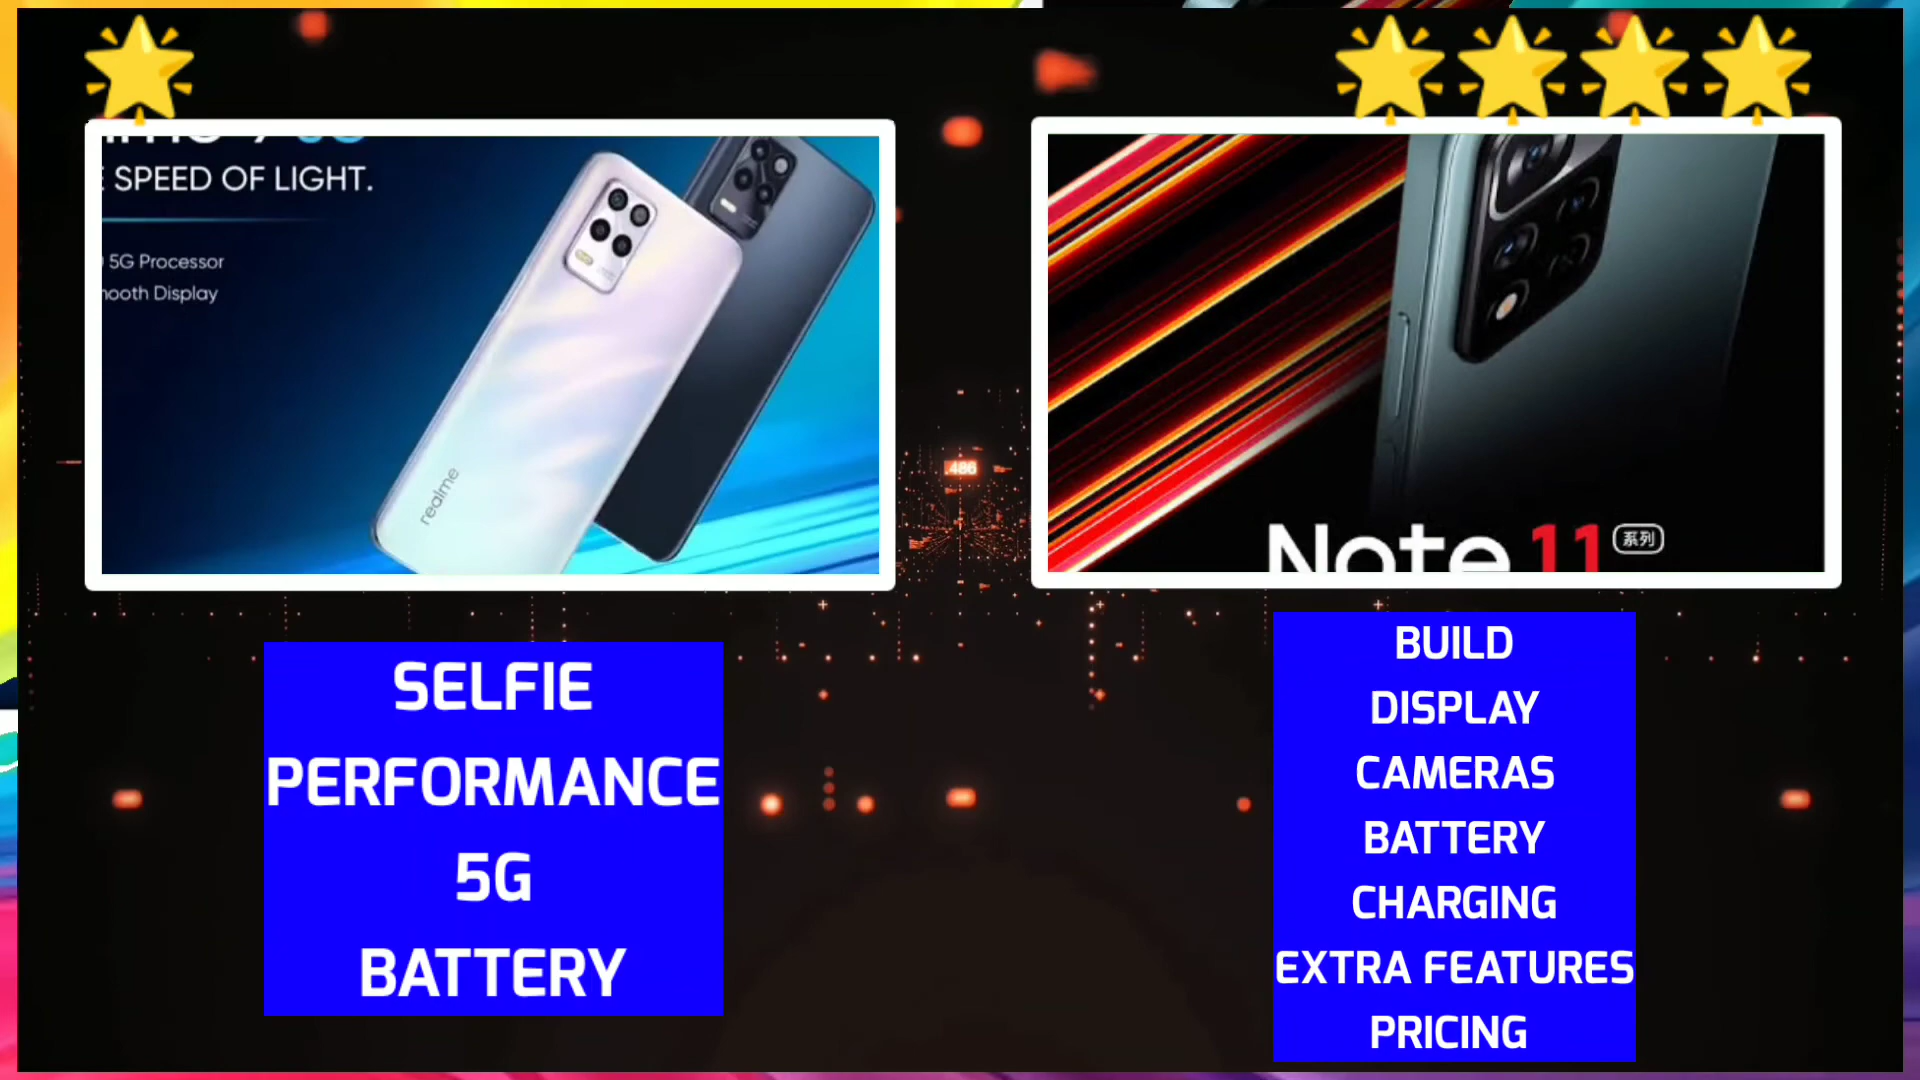 SPEED OF LIGHT.
5G Processor
Display
realme
.486
Note 11 系列
SELFIE
PERFORMANCE
5G
BATTERY
BUILD
DISPLAY
CAMERAS
BATTERY
CHARGING
EXTRA FEATURES
PRICING